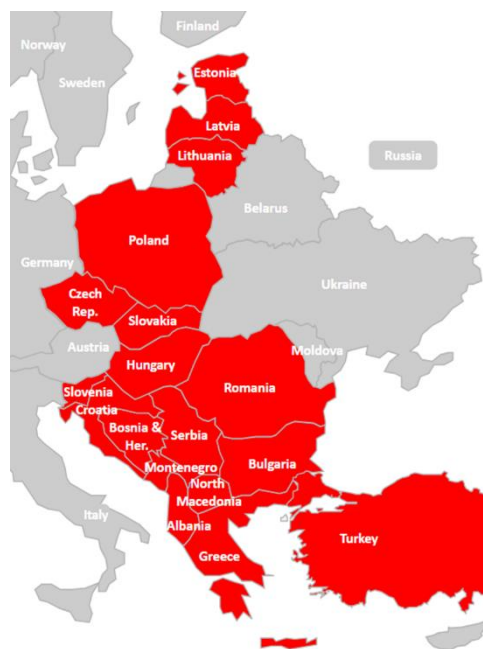 Finland
Norway
Sweden
Estonia
Latvia
Lithuania
Russia
Belarus
Poland
Germany
Ukraine
Czech
Rep.
Slovakia
Austria
Moldova
Hungary
Romania
Slovenia
Croatia
Bosnia &
Her.
Serbia
Montenegro
Bulgaria
North
Macedonia
Italy
Albania
Turkey
Greece